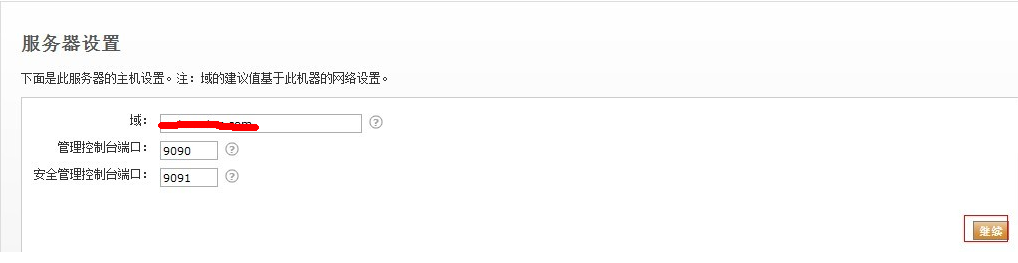 服务器设置
下面是此服务器的主机设置。注：域的建议值基于此机器的网络设置。
域： .com
管理控制台端口： 9090
安全管理控制台端口： 9091
继续